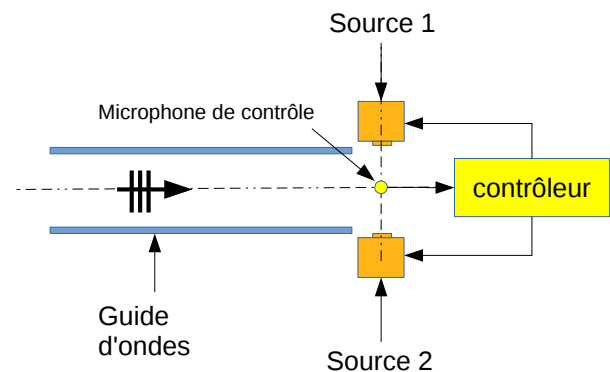 Source 1
Microphone de contrôle
contrôleur
Guide
d'ondes
Source 2